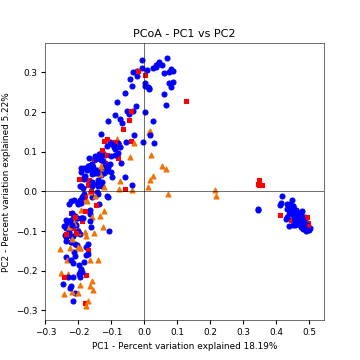 PCoA - PC1 vs PC2
PC2 - Percent variation explained 5.22%
0.3
0.2
0.1
0.0
−0.1
−0.2
−0.3
−0.3 −0.2 −0.1 0.0 0.1 0.2 0.3 0.4 0.5
PC1 - Percent variation explained 18.19%